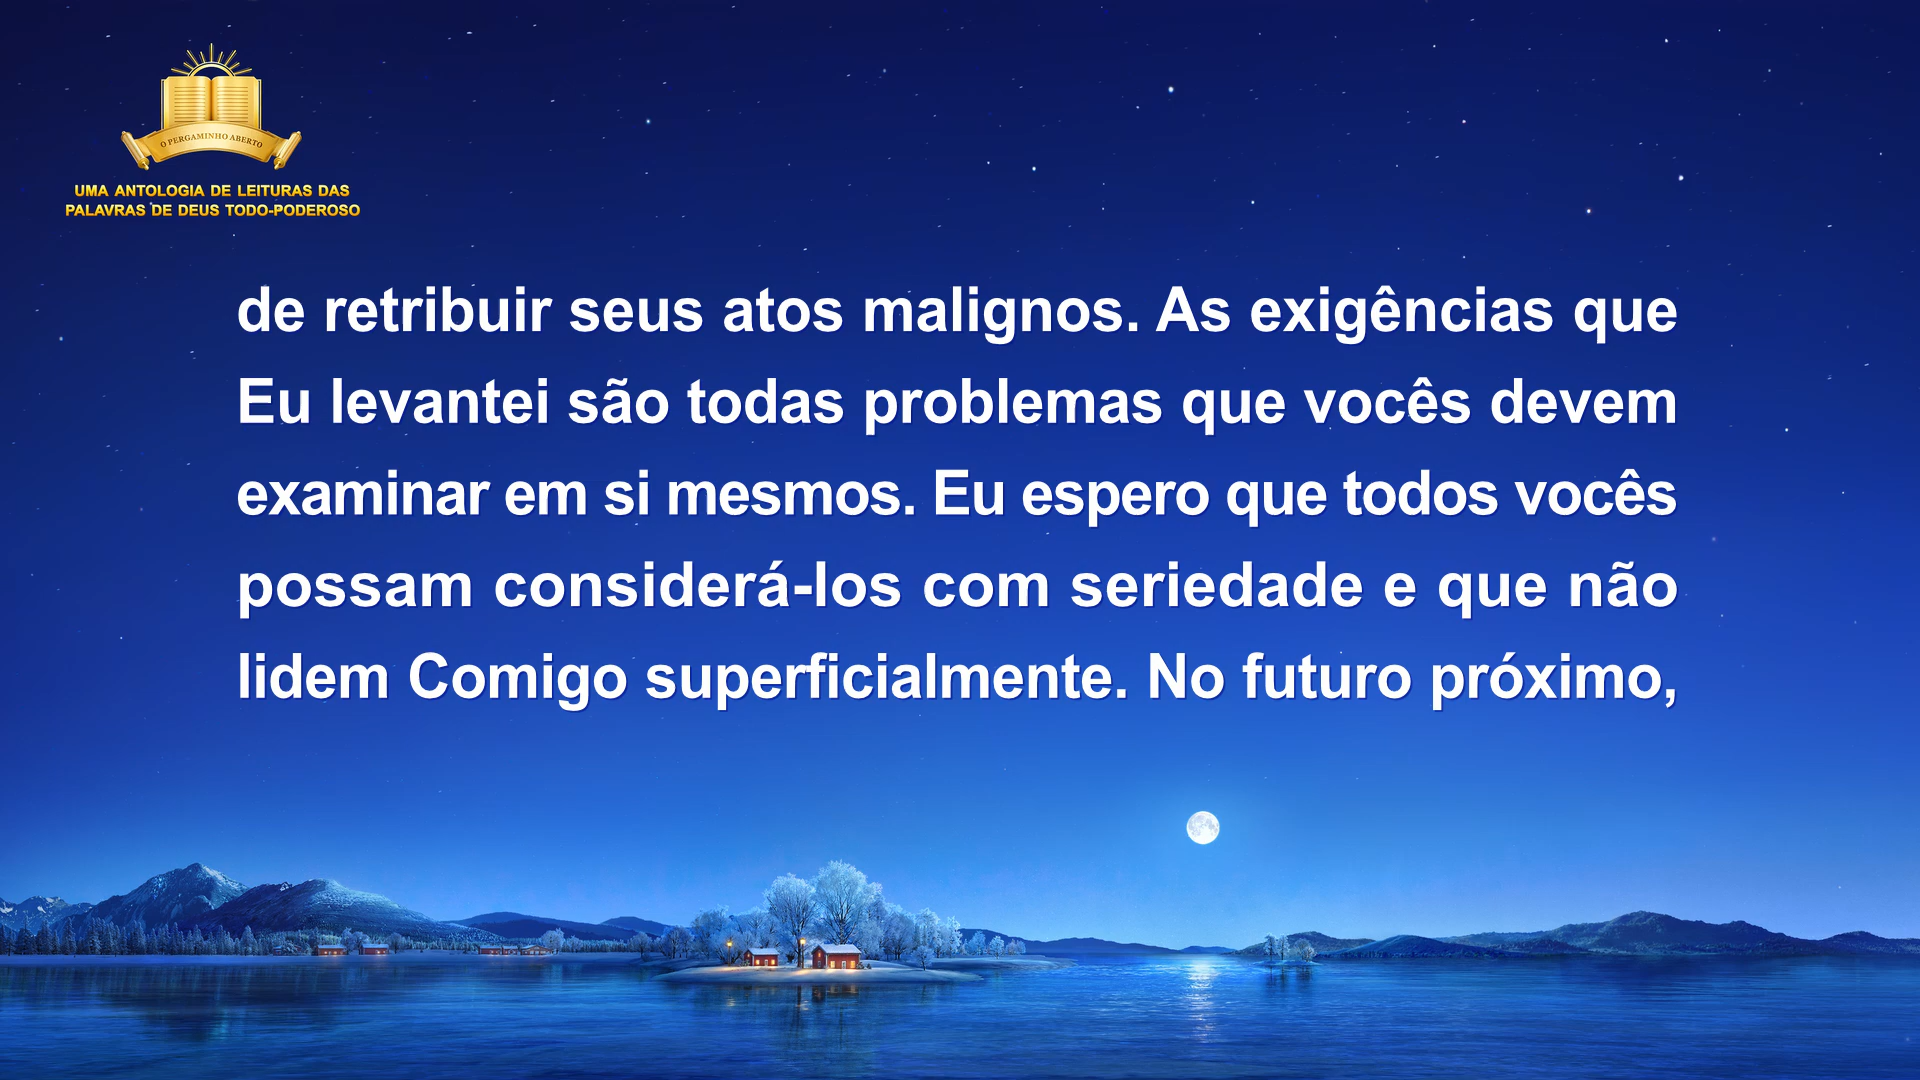 O PERGAMINHO ABERTO
UMA ANTOLOGIA DE LEITURAS DAS
PALAVRAS DE DEUS TODO-PODEROSO
de retribuir seus atos malignos. As exigências que
Eu levantei são todas problemas que vocês devem
examinar em si mesmos. Eu espero que todos vocês
possam considerá-los com seriedade e que não
lidem Comigo superficialmente. No futuro próximo,